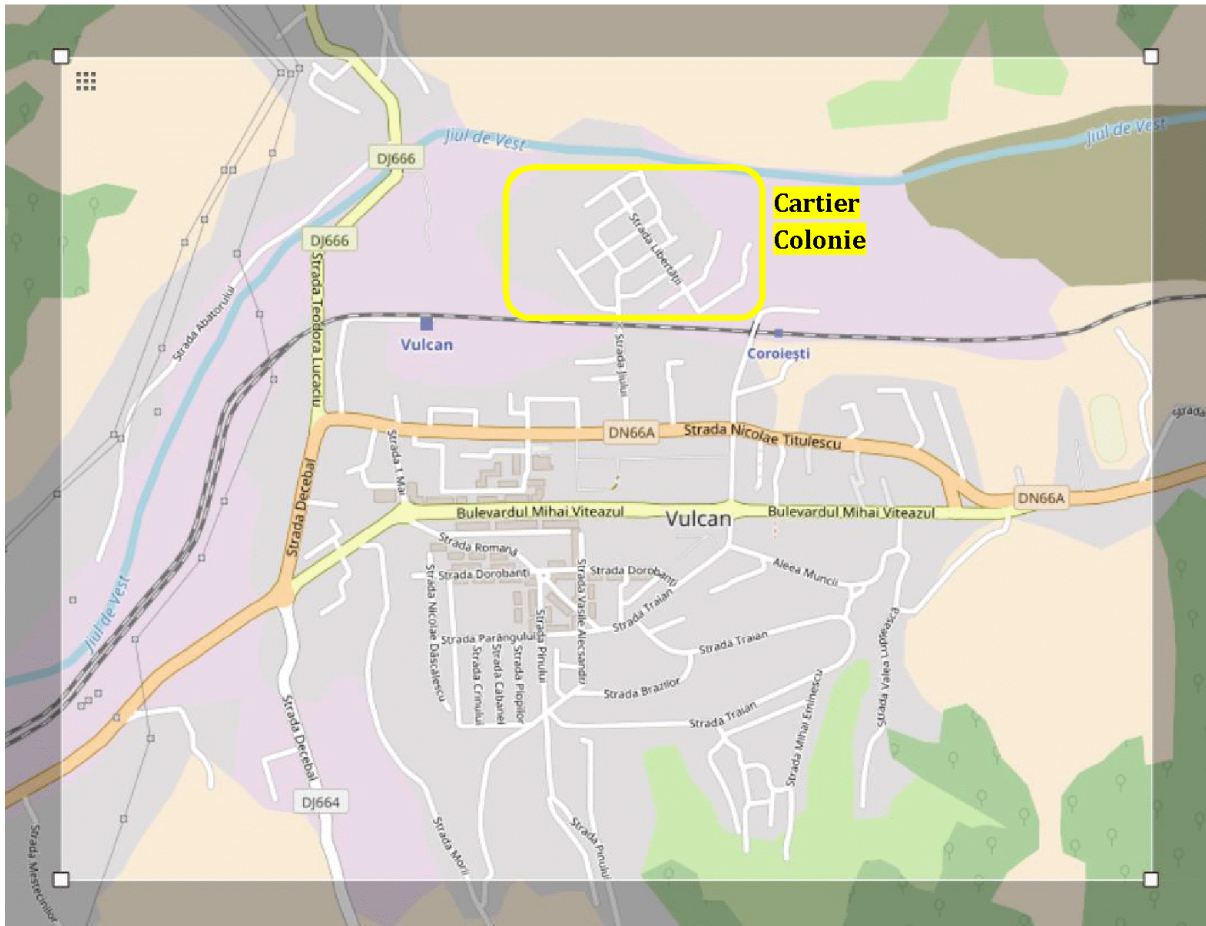 Jiul de Vest
Jiul de Vest
DJ666
Cartier
Colonie
Strada Libertății
DJ666
Strada Abatorului
Strada Teodora Lucaciu
Vulcan
Coroiești
Strada Jiului
DN66A
Strada Nicolae Titulescu
Strada
Strada 1 Mai
Strada Decebal
DN66A
Bulevardul Mihai Viteazul
Vulcan
Bulevardul Mihai Viteazul
Strada Romană
Strada Dorobanți
Strada Dorobanți
Aleea Muncii
Strada Nicolae Dăscălescu
Strada Vasile Alecsandri
Strada Traian
Jiul de Vest
Strada Parângului
Strada Pinului
Strada Traian
Strada Valea Ungurească
Strada Crinului
Strada Cabanei
Strada Plopilor
Strada Brazilor
Strada Traian
Strada Mihai Eminescu
Strada Decebal
DJ664
Strada Morii
Strada Pinului
Strada Mestecinilor